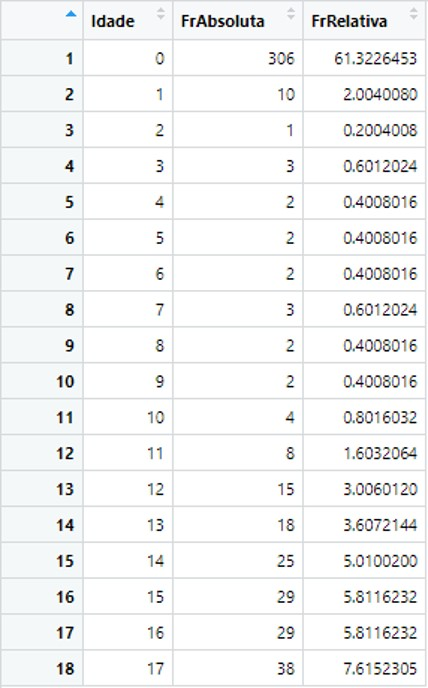 Idade FrAbsoluta FrRelativa
1 0 306 61.3226453
2 1 10 2.0040080
3 2 1 0.2004008
4 3 3 0.6012024
5 4 2 0.4008016
6 5 2 0.4008016
7 6 2 0.4008016
8 7 3 0.6012024
9 8 2 0.4008016
10 9 2 0.4008016
11 10 4 0.8016032
12 11 8 1.6032064
13 12 15 3.0060120
14 13 18 3.6072144
15 14 25 5.0100200
16 15 29 5.8116232
17 16 29 5.8116232
18 17 38 7.6152305